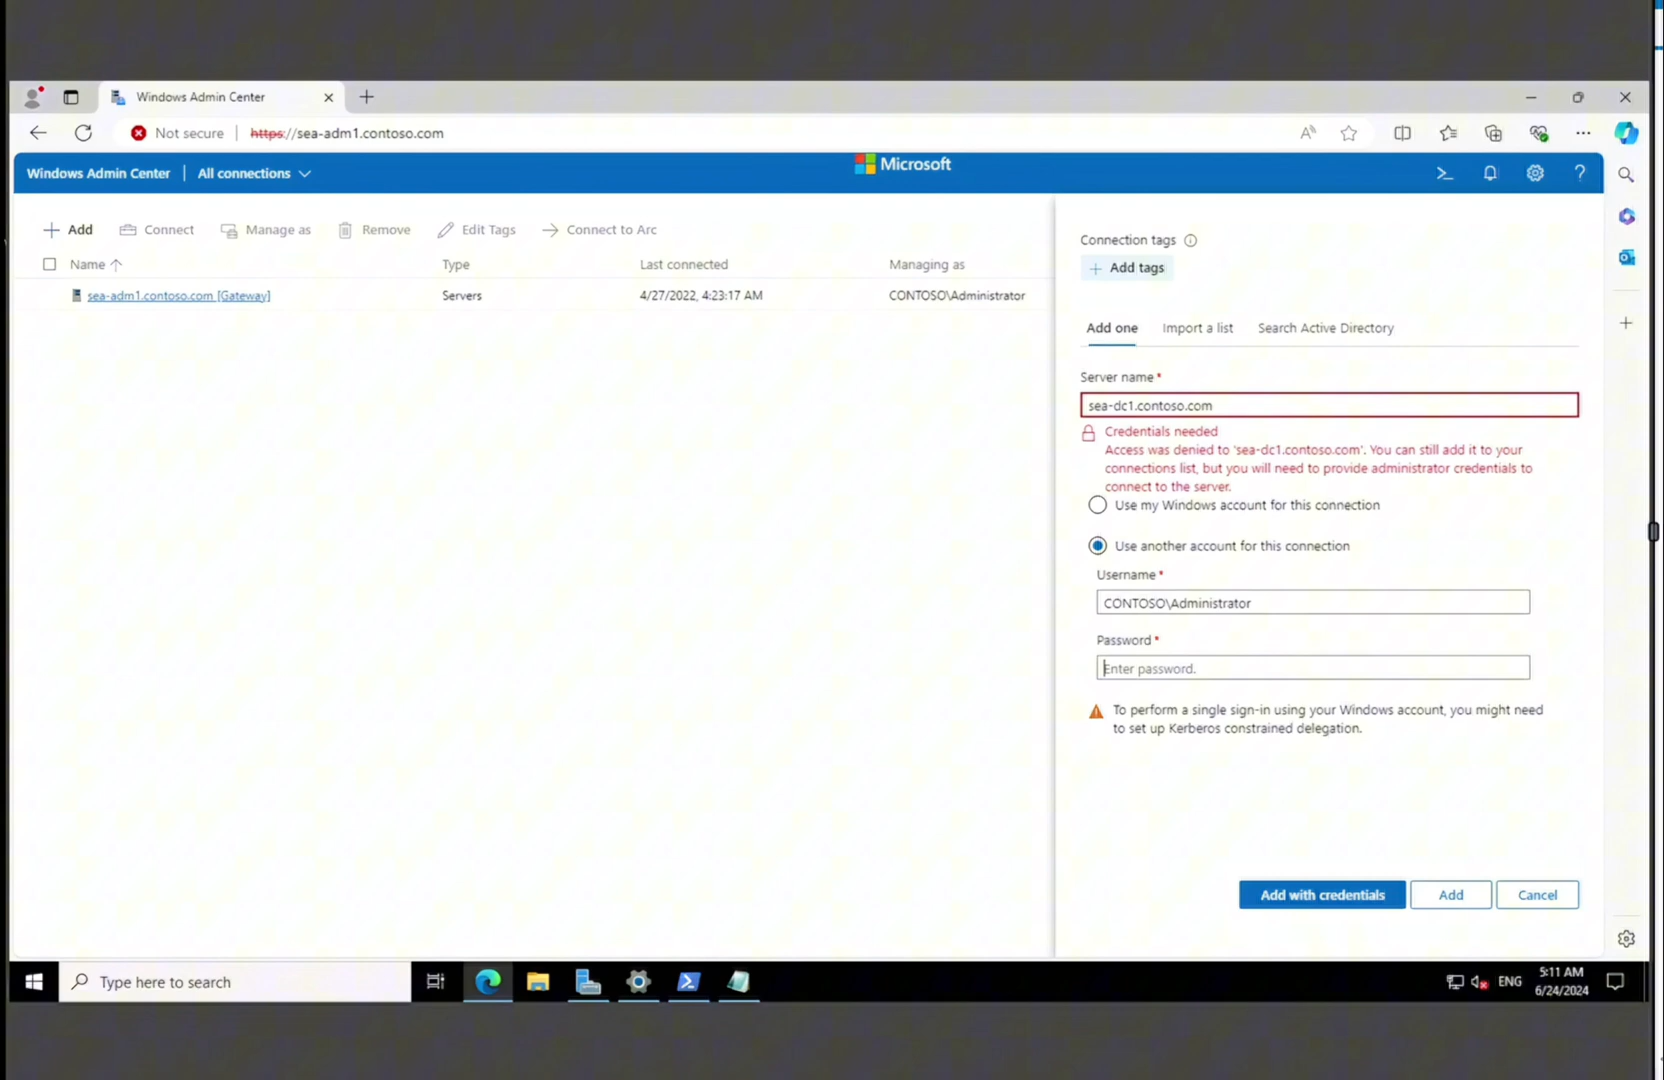 Windows Admin Center
Not secure
https://sea-adm1.contoso.com
Windows Admin Center
All connections
Microsoft
Add
Connect
Manage as
Remove
Edit Tags
Connect to Arc
Name
Type
Last connected
Managing as
sea-adm1.contoso.com [Gateway]
Servers
4/27/2022, 4:23:17 AM
CONTOSO\Administrator
Connection tags
Add tags
Add one
Import a list
Search Active Directory
Server name *
sea-dc1.contoso.com
Credentials needed
Access was denied to 'sea-dc1.contoso.com'. You can still add it to your
connections list, but you will need to provide administrator credentials to
connect to the server.
Use my Windows account for this connection
Use another account for this connection
Username *
CONTOSO\Administrator
Password *
Enter password.
To perform a single sign-in using your Windows account, you might need
to set up Kerberos constrained delegation.
Add with credentials
Add
Cancel
Type here to search
ENG
5:11 AM
6/24/2024